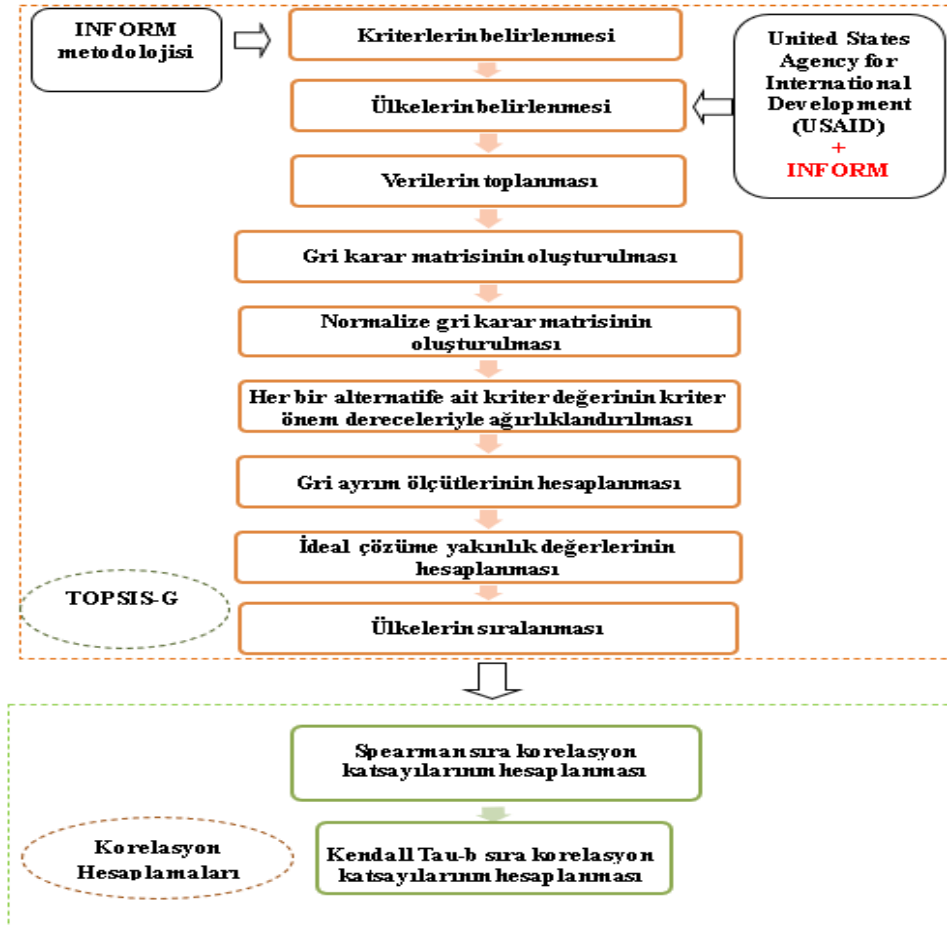 INFORM
metodolojisi
Kriterlerin belirlenmesi
United States
Agency for
International
Development
(USAID)
+
INFORM
Ülkelerin belirlenmesi
Verilerin toplanması
Gri karar matrisinin oluşturulması
Normalize gri karar matrisinin
oluşturulması
Her bir alternatife ait kriter değerinin kriter
önem dereceleriyle ağırlıklandırılması
Gri ayrım ölçütlerinin hesaplanması
İdeal çözüme yakınlık değerlerinin
hesaplanması
TOPSIS-G
Ülkelerin sıralanması
Spearman sıra korelasyon
katsayılarının hesaplanması
Korelasyon
Hesaplamaları
Kendall Tau-b sıra korelasyon
katsayılarının hesaplanması